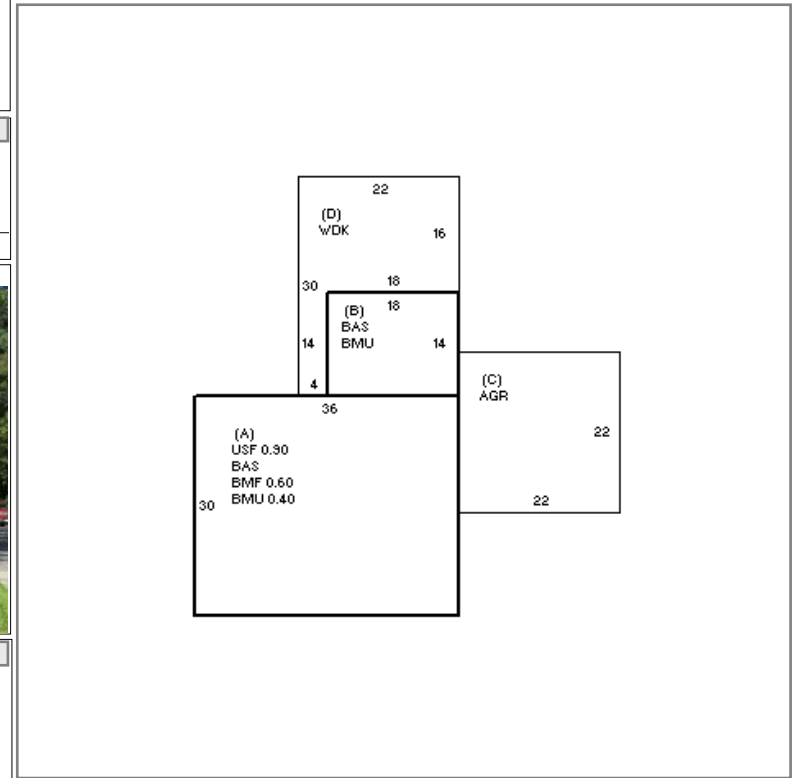 22
(D)
WDK
16
30
18
18
(B)
BAS
BMU
14
14
4
36
(C)
AGR
22
22
(A)
USF 0.90
BAS
BMF 0.60
BMU 0.40
30